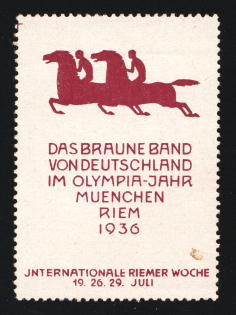 DAS BRAUNE BAND
VON DEUTSCHLAND
IM OLYMPIA-JAHR
MUENCHEN
RIEM
1936
JNTERNATIONALE RIEMER WOCHE
19. 26. 29. JULI